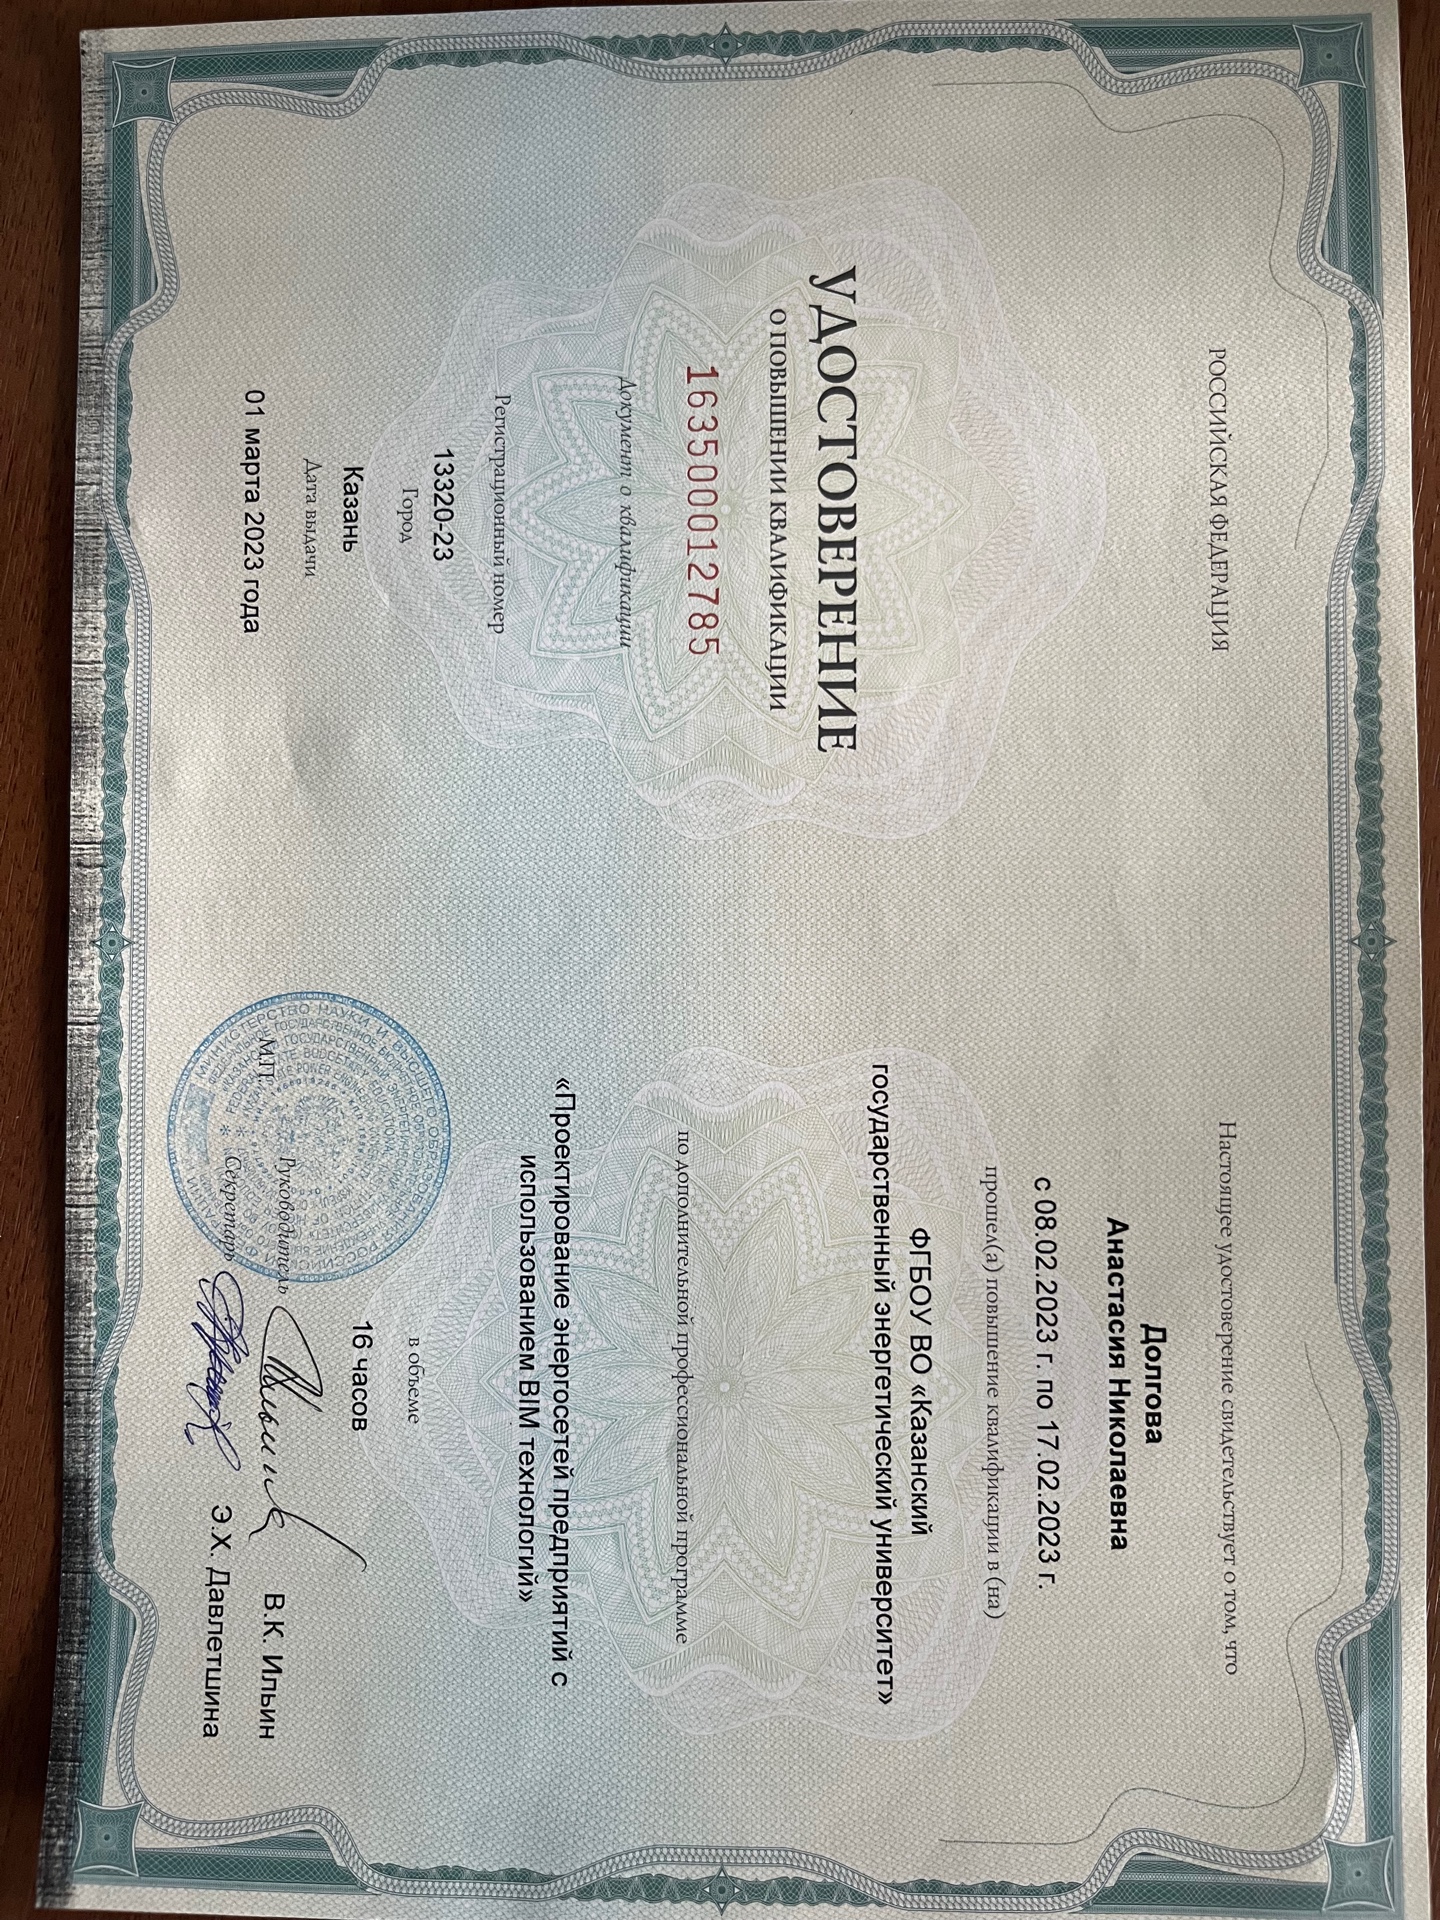 РОССИЙСКАЯ ФЕДЕРАЦИЯ
УДОСТОВЕРЕНИЕ
О ПОВЫШЕНИИ КВАЛИФИКАЦИИ
163500012785
Документ о квалификации
Регистрационный номер
13320-23
Город
Казань
Дата выдачи
01 марта 2023 года
Настоящее удостоверение свидетельствует о том, что
Долгова
Анастасия Николаевна
с 08.02.2023 г. по 17.02.2023 г.
прошел(а) повышение квалификации в (на)
ФГБОУ ВО «Казанский
государственный энергетический университет»
по дополнительной профессиональной программе
«Проектирование энергосетей предприятий с
использованием BIM технологий»
в объеме
16 часов
М.П.
Руководитель
В.К. Ильин
Секретарь
Э.Х. Давлетшина